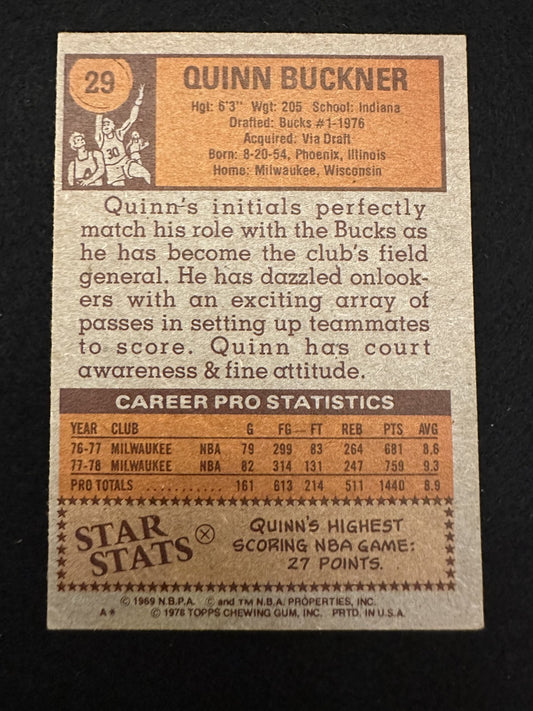 29
QUINN BUCKNER
Hgt: 6'3" Wgt: 205 School: Indiana
Drafted: Bucks #1-1976
Acquired: Via Draft
Born: 8-20-54, Phoenix, Illinois
Home: Milwaukee, Wisconsin
30
Quinn's initials perfectly
match his role with the Bucks as
he has become the club's field
general. He has dazzled onlook-
ers with an exciting array of
passes in setting up teammates
to score. Quinn has court
awareness & fine attitude.
CAREER PRO STATISTICS
YEAR CLUB G FG—FT REB PTS AVG
76-77 MILWAUKEE NBA 79 299 83 264 681 8.6
77-78 MILWAUKEE NBA 82 314 131 247 759 9.3
PRO TOTALS . . . . . . . . . . . 161 613 214 511 1440 8.9
STAR STATS
QUINN'S HIGHEST
SCORING NBA GAME:
27 POINTS.
© 1969 N.B.P.A. © and TM N.B.A. PROPERTIES, INC.
A* © 1978 TOPPS CHEWING GUM, INC. PRTD. IN U.S.A.